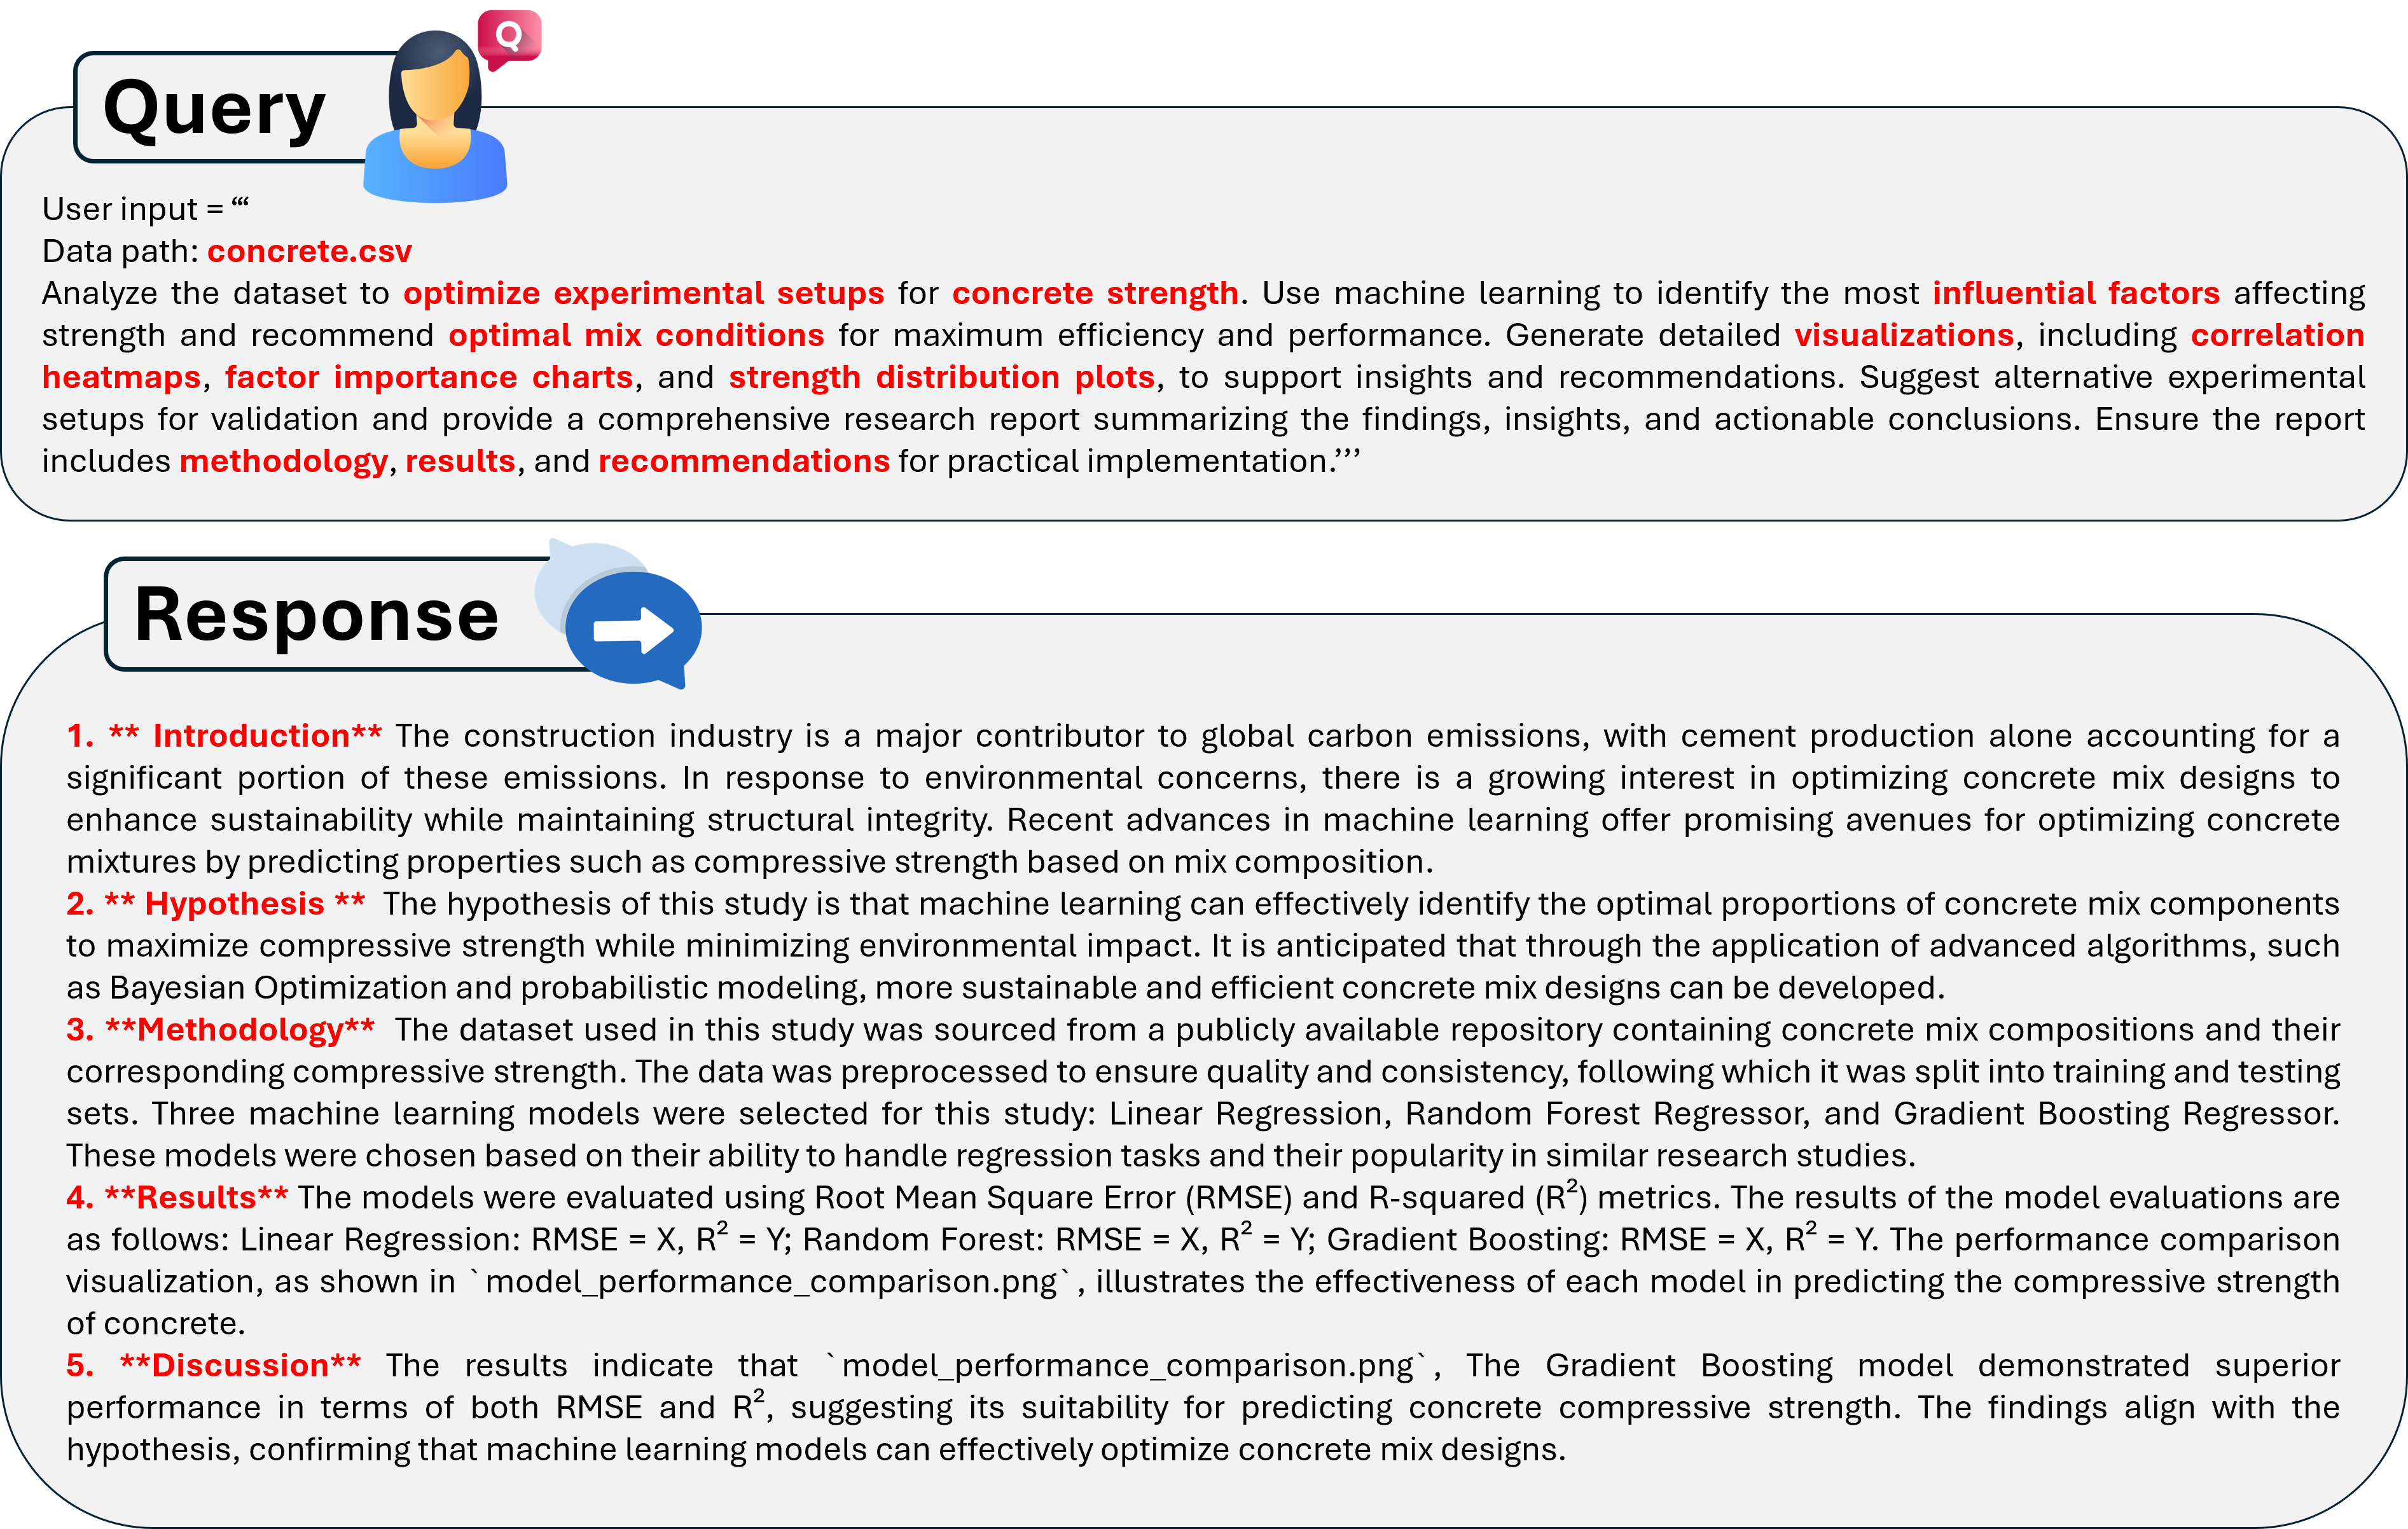 Q
Query
User input = “‘
Data path: concrete.csv
Analyze the dataset to optimize experimental setups for concrete strength. Use machine learning to identify the most influential factors affecting
strength and recommend optimal mix conditions for maximum efficiency and performance. Generate detailed visualizations, including correlation
heatmaps, factor importance charts, and strength distribution plots, to support insights and recommendations. Suggest alternative experimental
setups for validation and provide a comprehensive research report summarizing the findings, insights, and actionable conclusions. Ensure the report
includes methodology, results, and recommendations for practical implementation.’’’
Response
1. ** Introduction** The construction industry is a major contributor to global carbon emissions, with cement production alone accounting for a
significant portion of these emissions. In response to environmental concerns, there is a growing interest in optimizing concrete mix designs to
enhance sustainability while maintaining structural integrity. Recent advances in machine learning offer promising avenues for optimizing concrete
mixtures by predicting properties such as compressive strength based on mix composition.
2. ** Hypothesis ** The hypothesis of this study is that machine learning can effectively identify the optimal proportions of concrete mix components
to maximize compressive strength while minimizing environmental impact. It is anticipated that through the application of advanced algorithms, such
as Bayesian Optimization and probabilistic modeling, more sustainable and efficient concrete mix designs can be developed.
3. **Methodology** The dataset used in this study was sourced from a publicly available repository containing concrete mix compositions and their
corresponding compressive strength. The data was preprocessed to ensure quality and consistency, following which it was split into training and testing
sets. Three machine learning models were selected for this study: Linear Regression, Random Forest Regressor, and Gradient Boosting Regressor.
These models were chosen based on their ability to handle regression tasks and their popularity in similar research studies.
4. **Results** The models were evaluated using Root Mean Square Error (RMSE) and R-squared (R²) metrics. The results of the model evaluations are
as follows: Linear Regression: RMSE = X, R² = Y; Random Forest: RMSE = X, R² = Y; Gradient Boosting: RMSE = X, R² = Y. The performance comparison
visualization, as shown in `model_performance_comparison.png`, illustrates the effectiveness of each model in predicting the compressive strength
of concrete.
5. **Discussion** The results indicate that `model_performance_comparison.png`, The Gradient Boosting model demonstrated superior
performance in terms of both RMSE and R², suggesting its suitability for predicting concrete compressive strength. The findings align with the
hypothesis, confirming that machine learning models can effectively optimize concrete mix designs.